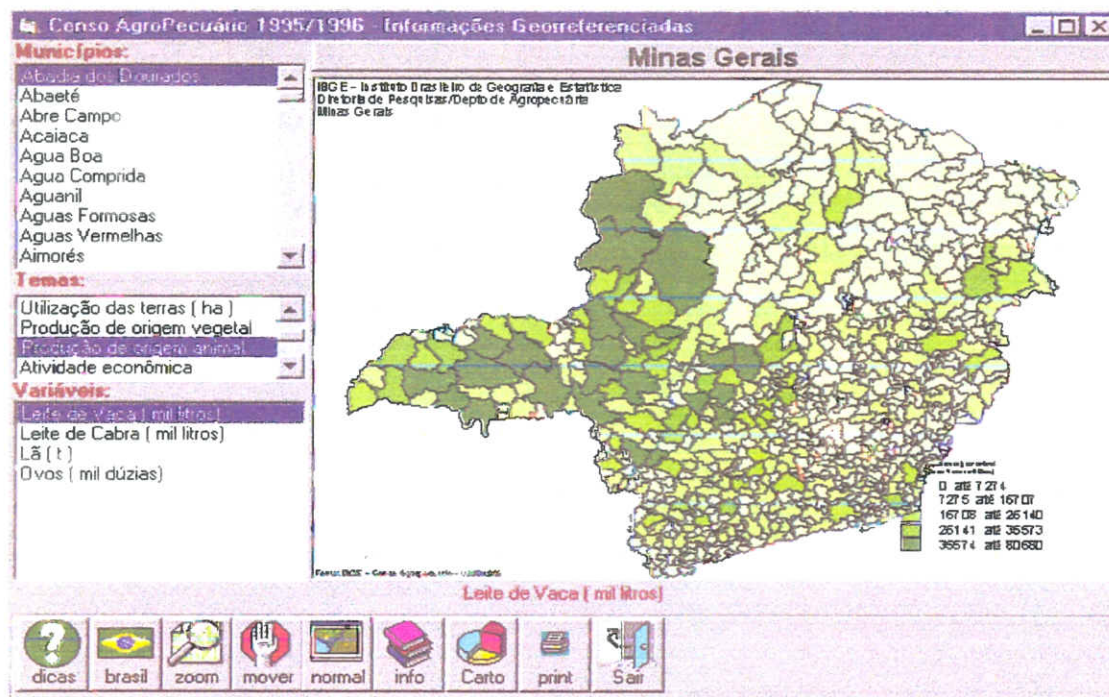 Censo AgroPecuário 1995/1996 - Informações Georreferenciadas
Municípios:
Abadia dos Dourados
Abaeté
Abre Campo
Acaiaca
Agua Boa
Agua Comprida
Aguanil
Aguas Formosas
Aguas Vermelhas
Aimorés
Temas:
Utilização das terras ( ha )
Produção de origem vegetal
Produção de origem animal
Atividade econômica
Variáveis:
Leite de Vaca ( mil litros)
Leite de Cabra ( mil litros)
Lã ( t )
Ovos ( mil dúzias)
Minas Gerais
IBGE - Instituto Brasileiro de Geografia e Estatística
Diretoria de Pesquisas/Depto de Agropecuária
Minas Gerais
0 até 7274
7275 até 16707
16708 até 26140
26141 até 35573
35574 até 80680
Leite de Vaca ( mil litros)
dicas
brasil
zoom
mover
normal
info
Carto
print
Sair